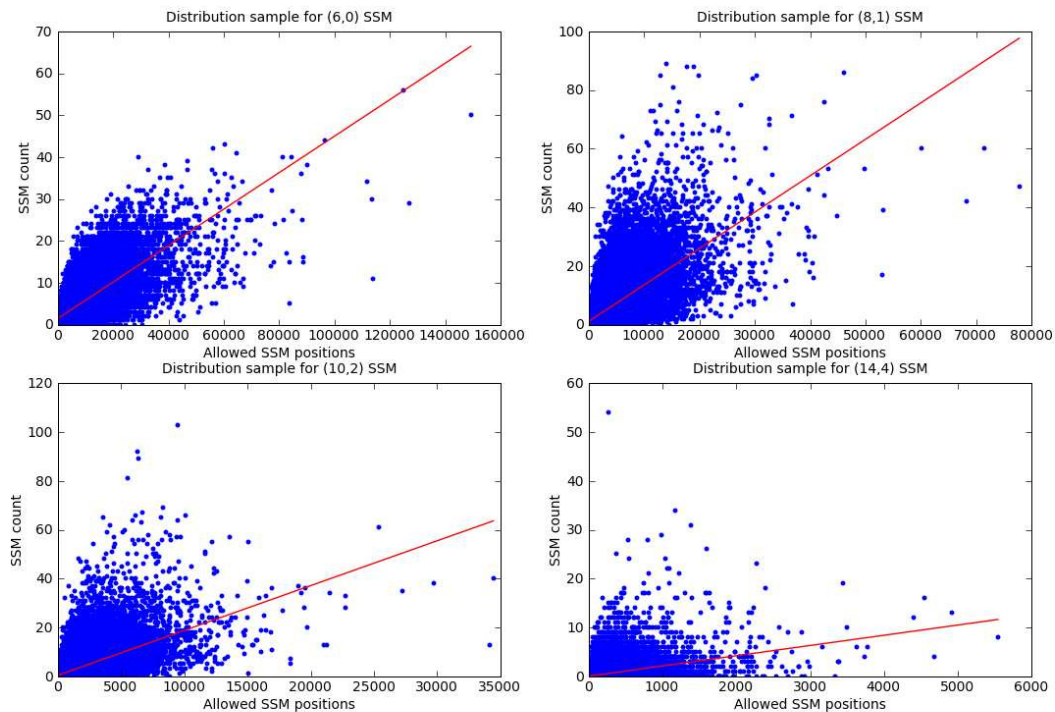 Distribution sample for (6,0) SSM
70
60
50
40
30
20
10
0
SSM count
20000 40000 60000 80000 100000 120000 140000 160000
Allowed SSM positions
Distribution sample for (8,1) SSM
100
80
60
40
20
0
SSM count
10000 20000 30000 40000 50000 60000 70000 80000
Allowed SSM positions
Distribution sample for (10,2) SSM
120
100
80
60
40
20
0
SSM count
5000 10000 15000 20000 25000 30000 35000
Allowed SSM positions
Distribution sample for (14,4) SSM
60
50
40
30
20
10
0
SSM count
1000 2000 3000 4000 5000 6000
Allowed SSM positions